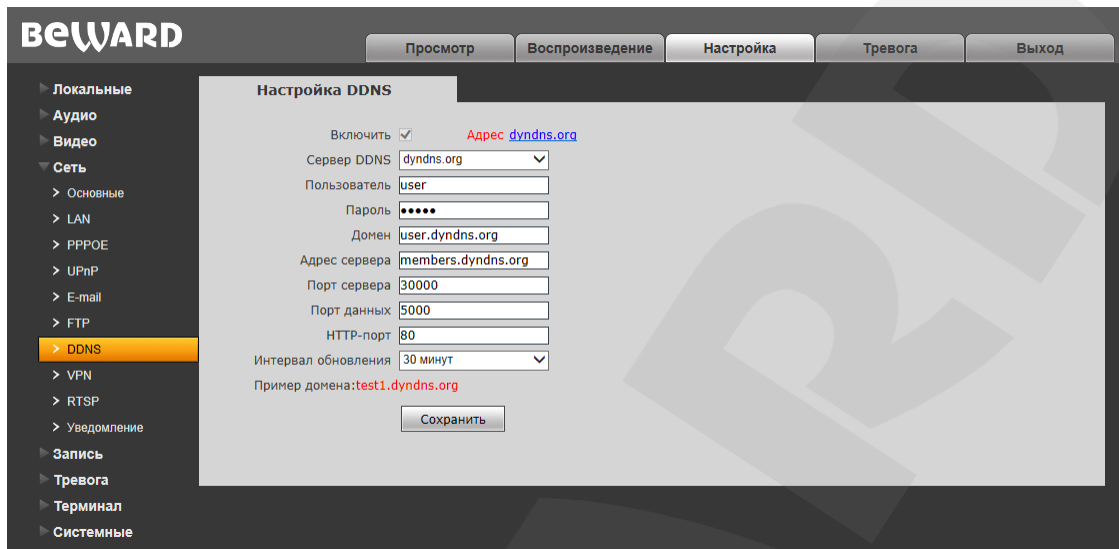 BEWARD
Просмотр Воспроизведение Настройка Тревога Выход
Локальные
Аудио
Видео
Сеть
> Основные
> LAN
> PPPOE
> UPnP
> E-mail
> FTP
> DDNS
> VPN
> RTSP
> Уведомление
Запись
Тревога
Терминал
Системные
Настройка DDNS
Включить Адрес dyndns.org
Сервер DDNS dyndns.org
Пользователь user
Пароль •••••
Домен user.dyndns.org
Адрес сервера members.dyndns.org
Порт сервера 30000
Порт данных 5000
HTTP-порт 80
Интервал обновления 30 минут
Пример домена:test1.dyndns.org
Сохранить